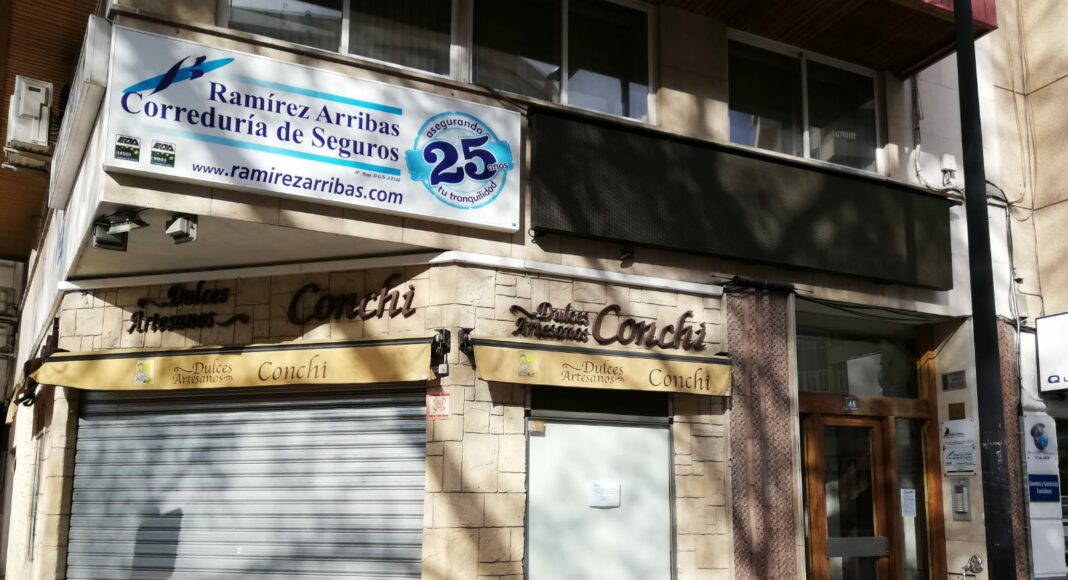 Ramírez Arribas
Correduría de Seguros
www.ramirezarribas.com
asegurando
25
años
tu tranquilidad
Dulces
Artesanos
Conchi
Dulces
Artesanos
Conchi
Dulces
Artesanos
Conchi
Dulces
Artesanos
Conchi
45